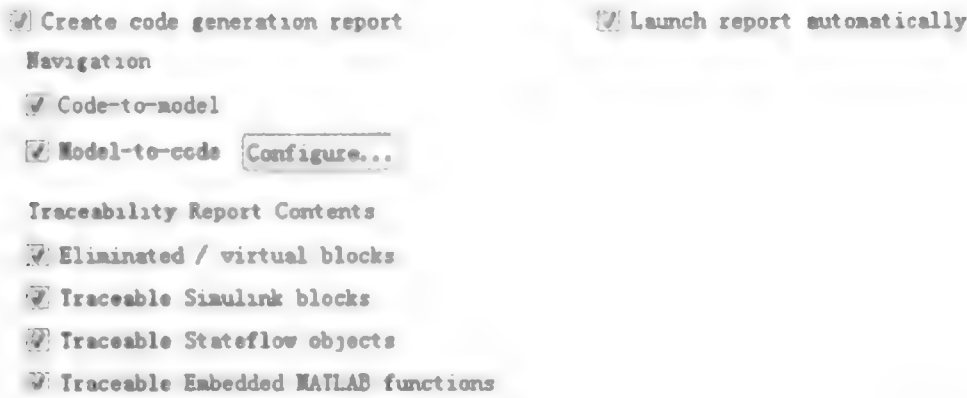 Create code generation report Launch report automatically
Navigation
Code-to-model
Model-to-code Configure...
Traceability Report Contents
Eliminated / virtual blocks
Traceable Simulink blocks
Traceable Stateflow objects
Traceable Embedded MATLAB functions